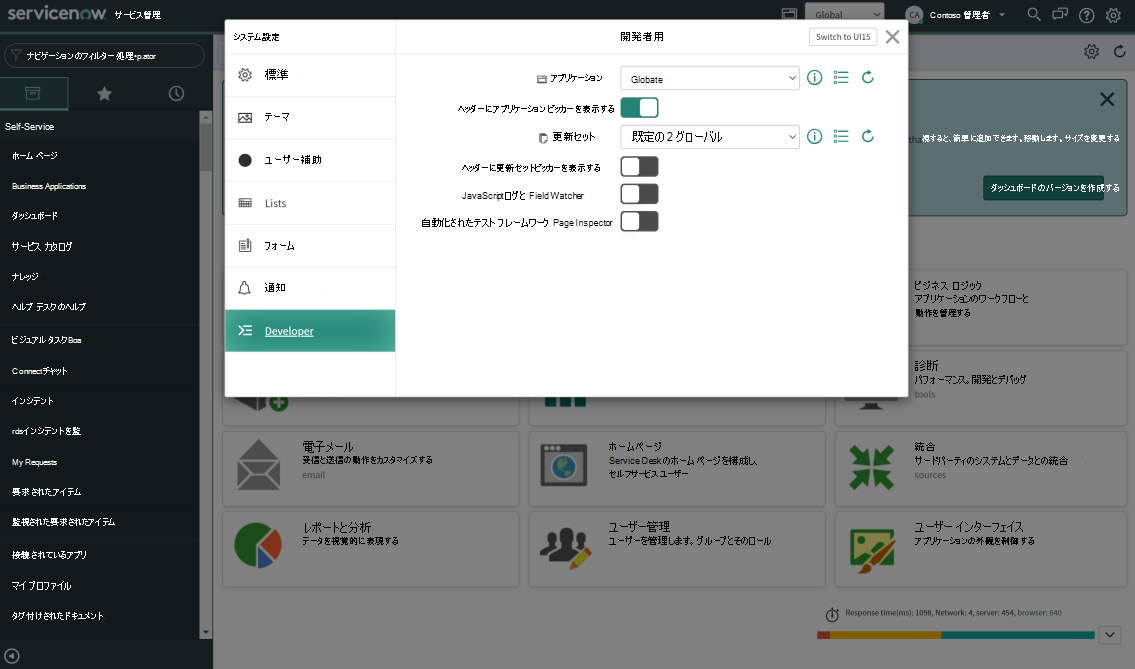 servicenow サービス管理
Global
CA Contoso 管理者
ナビゲーションのフィルター処理•p.ator
Self-Service
ホーム ページ
Business Applications
ダッシュボード
サービス カタログ
ナレッジ
ヘルプ デスクのヘルプ
ビジュアル タスクBoa
Connectチャット
インシデント
rdsインシデントを監
My Requests
要求されたアイテム
監視された要求されたアイテム
接続されているアプリ
マイ プロファイル
タグ付けされたドキュメント
システム設定
標準
テーマ
ユーザー補助
Lists
フォーム
通知
Developer
開発者用
Switch to UI15
アプリケーション
Globate
ヘッダーにアプリケーションピッカーを表示する
更新セット
既定の 2 グローバル
ヘッダーに更新セットピッカーを表示する
JavaScriptログと Field Watcher
自動化されたテスト フレームワーク Page Inspector
視すると、簡単に追加できます。移動します。サイズを変更する
ダッシュボードのバージョンを作成する
ビジネス ロジック
アプリケーションのワークフローと
動作を管理する
診断
パフォーマンス。開発とデバッグ
tools
電子メール
受信と送信の動作をカスタマイズする
email
ホームページ
Service Deskのホーム ページを構成し、
セルフサービス ユーザー
統合
サードパーティのシステムとデータとの統合
sources
レポートと分析
データを視覚的に表現する
ユーザー管理
ユーザーを管理します。グループとそのロール
ユーザー インターフェイス
アプリケーションの外観を制御する
Response time(ms): 1098, Network: 4, server: 454, browser: 640